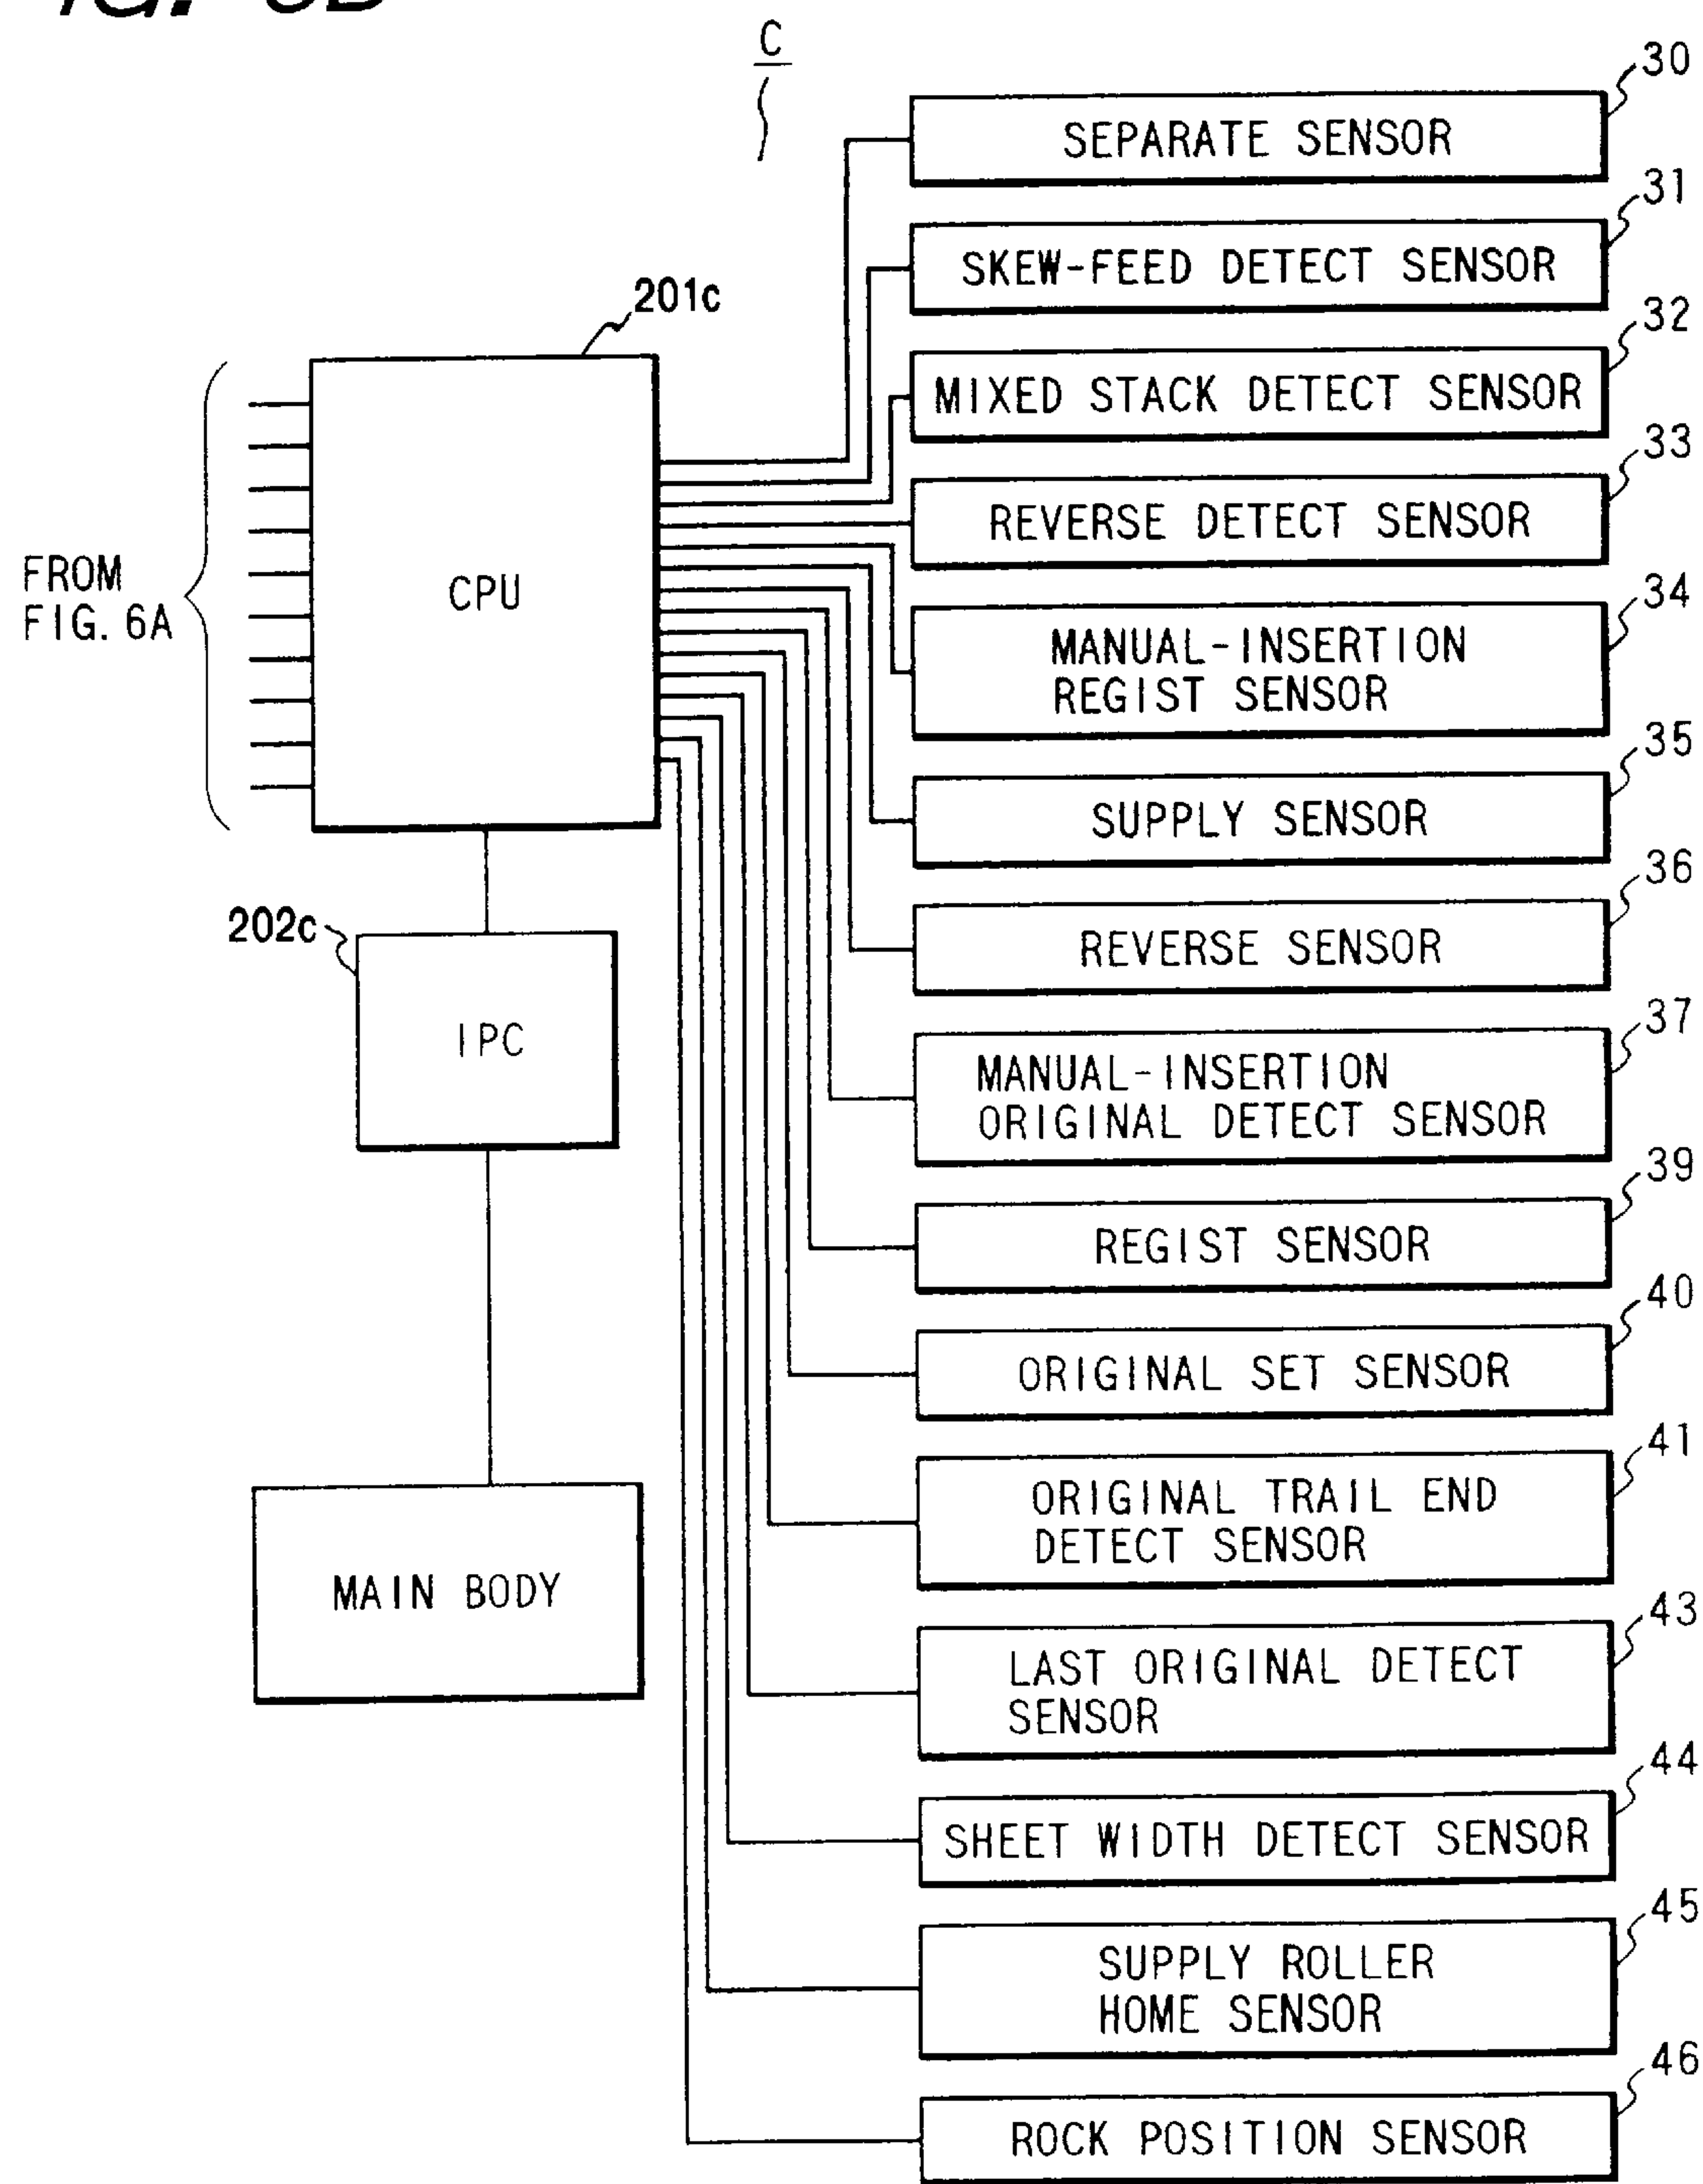 C
30
SEPARATE SENSOR
31
SKEW-FEED DETECT SENSOR
32
MIXED STACK DETECT SENSOR
33
REVERSE DETECT SENSOR
34
MANUAL-INSERTION
REGIST SENSOR
35
SUPPLY SENSOR
36
REVERSE SENSOR
37
MANUAL-INSERTION
ORIGINAL DETECT SENSOR
39
REGIST SENSOR
40
ORIGINAL SET SENSOR
41
ORIGINAL TRAIL END
DETECT SENSOR
43
LAST ORIGINAL DETECT
SENSOR
44
SHEET WIDTH DETECT SENSOR
45
SUPPLY ROLLER
HOME SENSOR
46
ROCK POSITION SENSOR
201c
CPU
FROM
FIG. 6A
202c
IPC
MAIN BODY